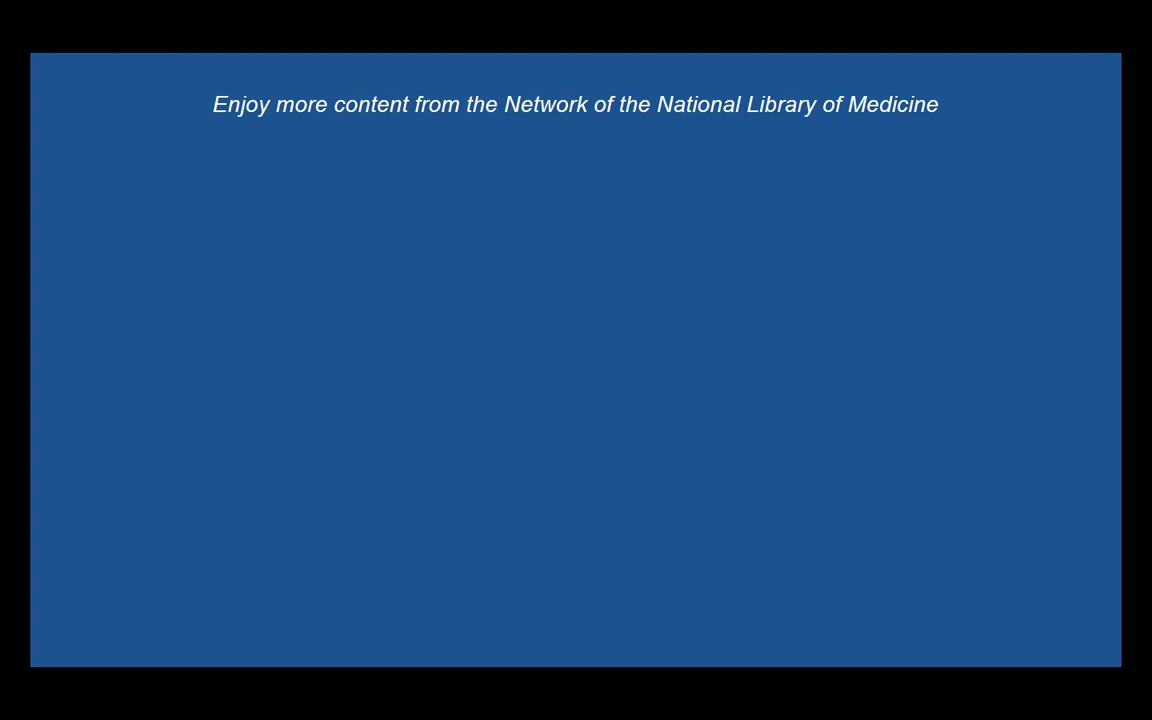 Enjoy more content from the Network of the National Library of Medicine